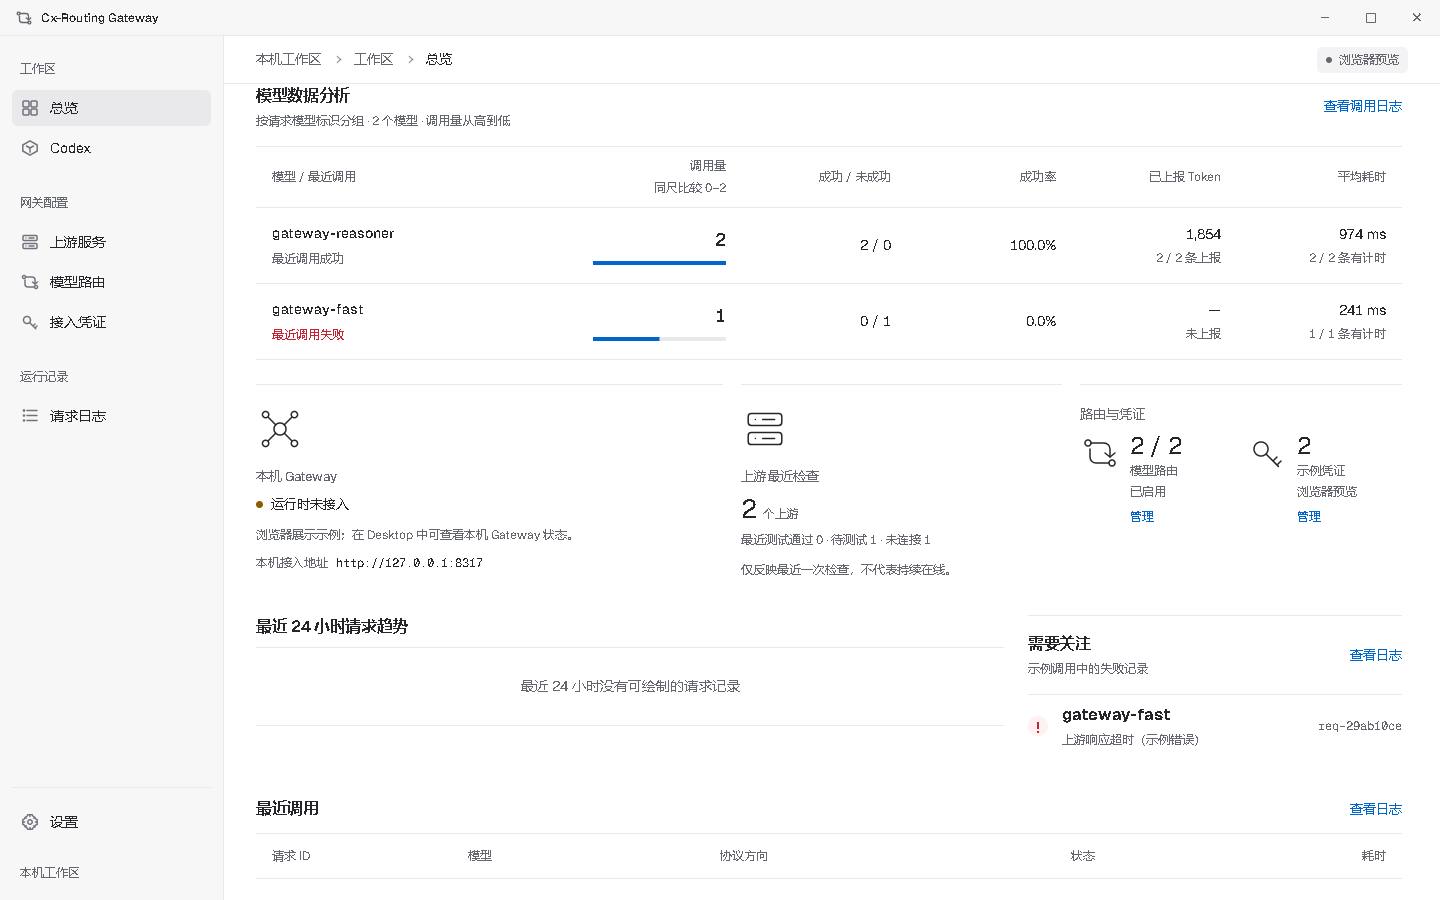 Cx-Routing Gateway
工作区
总览
Codex
网关配置
上游服务
模型路由
接入凭证
运行记录
请求日志
设置
本机工作区
本机工作区 > 工作区 > 总览
浏览器预览
模型数据分析
查看调用日志
按请求模型标识分组 · 2 个模型 · 调用量从高到低
模型 / 最近调用
调用量
同尺比较 0–2
成功 / 未成功
成功率
已上报 Token
平均耗时
gateway-reasoner
最近调用成功
2
2 / 0
100.0%
1,854
2 / 2 条上报
974 ms
2 / 2 条有计时
gateway-fast
最近调用失败
1
0 / 1
0.0%
—
未上报
241 ms
1 / 1 条有计时
本机 Gateway
运行时未接入
浏览器展示示例；在 Desktop 中可查看本机 Gateway 状态。
本机接入地址 http://127.0.0.1:8317
上游最近检查
2 个上游
最近测试通过 0 · 待测试 1 · 未连接 1
仅反映最近一次检查，不代表持续在线。
路由与凭证
2 / 2
模型路由
已启用
管理
2
示例凭证
浏览器预览
管理
最近 24 小时请求趋势
最近 24 小时没有可绘制的请求记录
需要关注
查看日志
示例调用中的失败记录
gateway-fast
上游响应超时（示例错误）
req-29ab10ce
最近调用
查看日志
请求 ID
模型
协议方向
状态
耗时